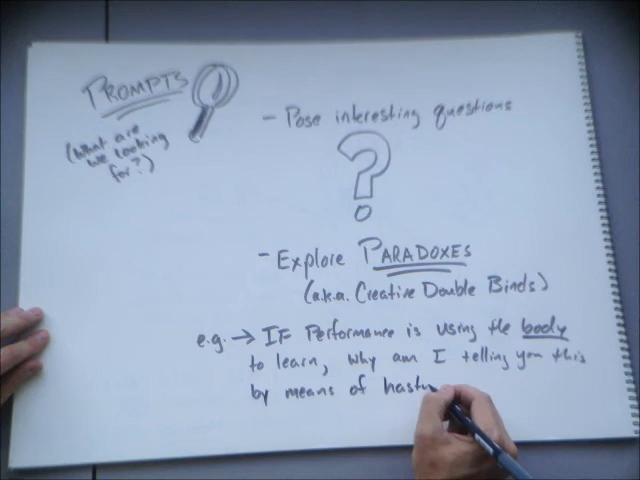 PROMPTS
(What are
we looking
for?)
- Pose interesting questions
?
- Explore PARADOXES
(a.k.a. Creative Double Binds)
e.g. → IF Performance is using the body
to learn, why am I telling you this
by means of hast